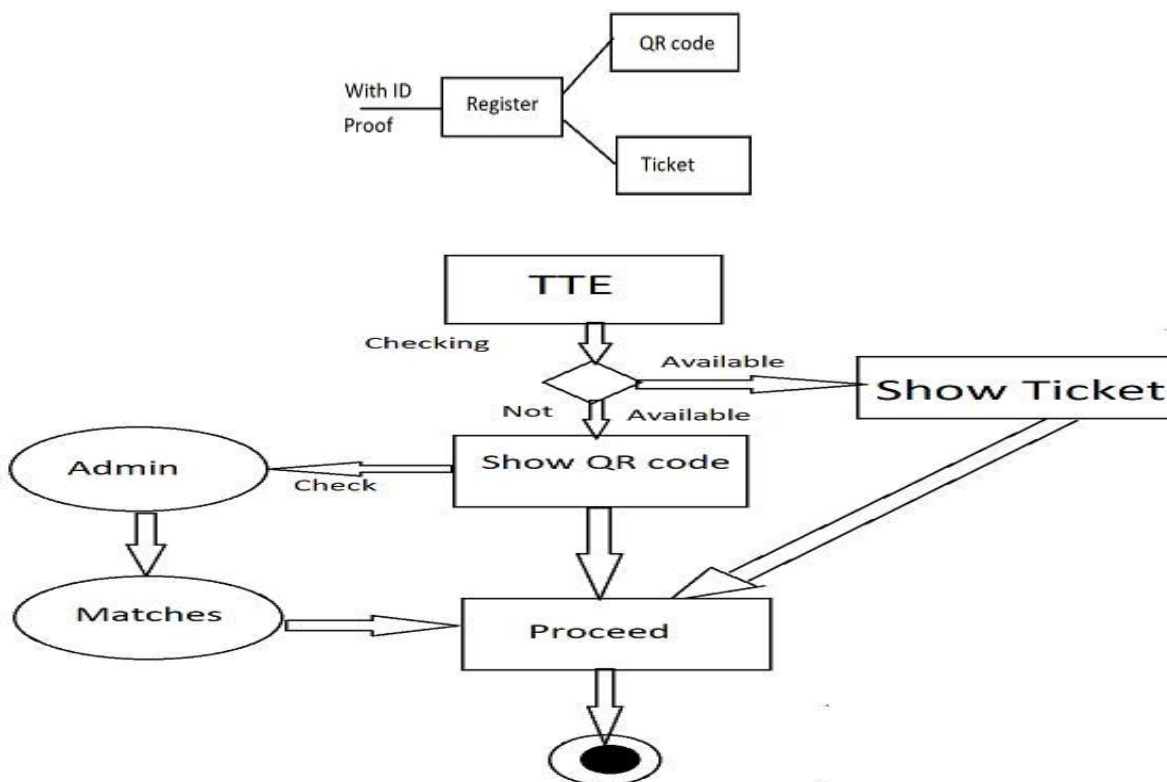 QR code
With ID
Proof
Register
Ticket
TTE
Checking
Available
Show Ticket
Not Available
Show QR code
Admin
Check
Matches
Proceed